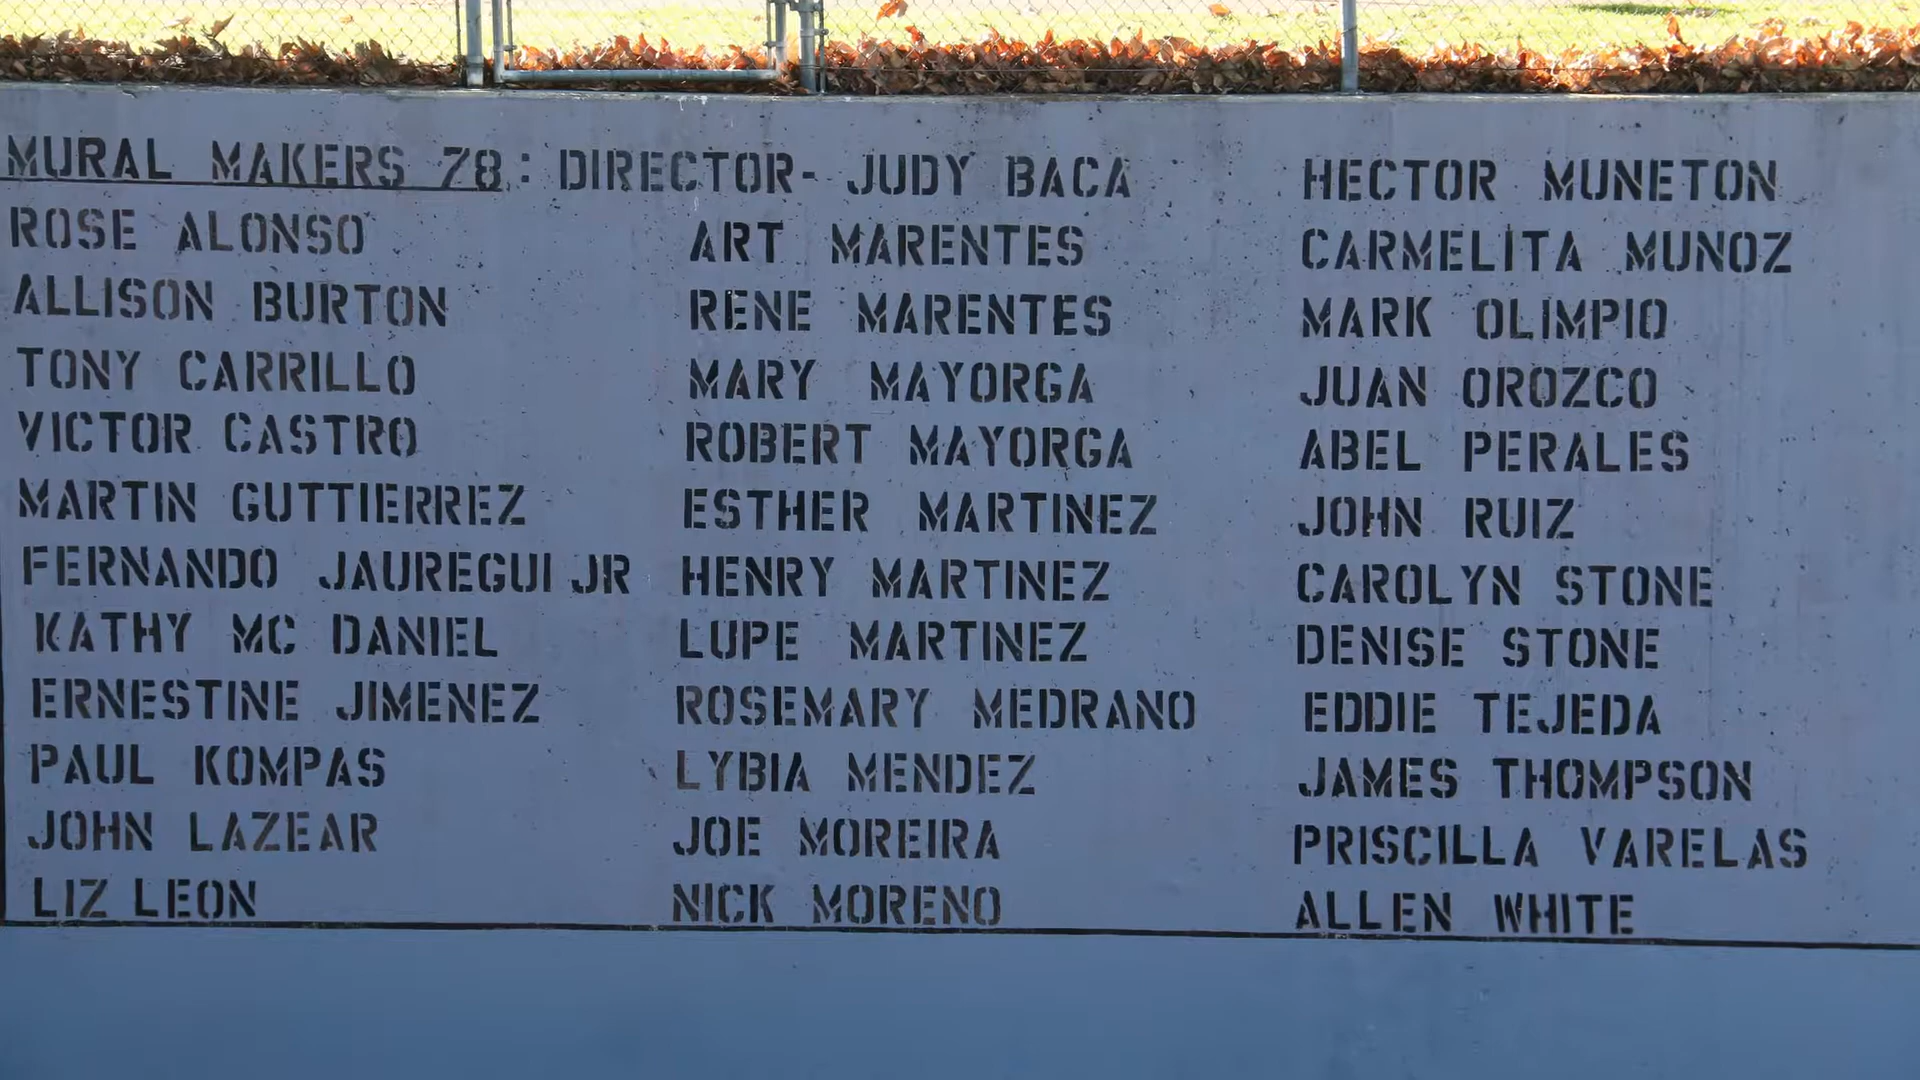 MURAL MAKERS 78: DIRECTOR- JUDY BACA
ROSE ALONSO
ALLISON BURTON
TONY CARRILLO
VICTOR CASTRO
MARTIN GUTTIERREZ
FERNANDO JAUREGUI JR
KATHY MC DANIEL
ERNESTINE JIMENEZ
PAUL KOMPAS
JOHN LAZEAR
LIZ LEON
ART MARENTES
RENE MARENTES
MARY MAYORGA
ROBERT MAYORGA
ESTHER MARTINEZ
HENRY MARTINEZ
LUPE MARTINEZ
ROSEMARY MEDRANO
LYBIA MENDEZ
JOE MOREIRA
NICK MORENO
HECTOR MUNETON
CARMELITA MUNOZ
MARK OLIMPIO
JUAN OROZCO
ABEL PERALES
JOHN RUIZ
CAROLYN STONE
DENISE STONE
EDDIE TEJEDA
JAMES THOMPSON
PRISCILLA VARELAS
ALLEN WHITE